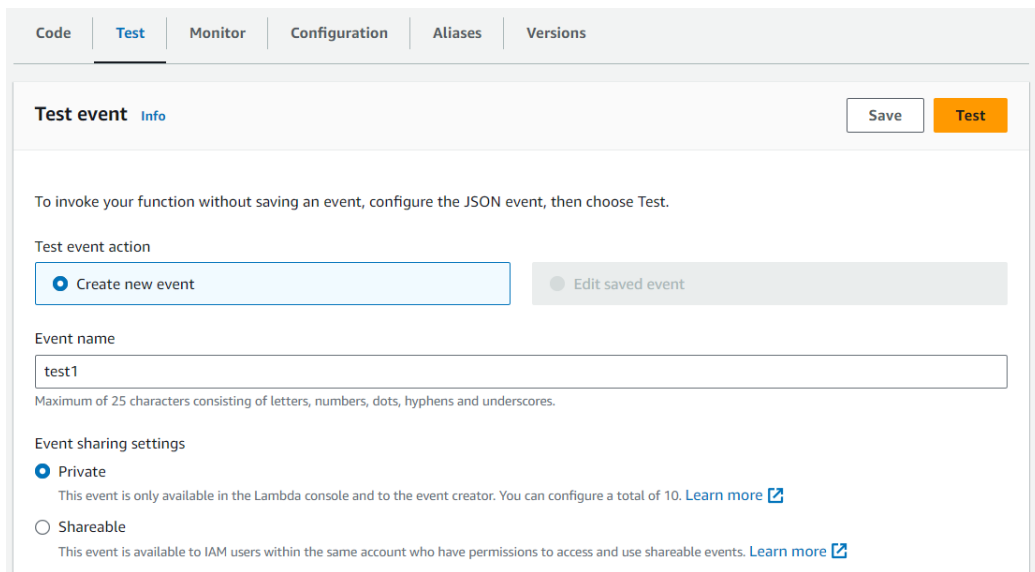 Code Test Monitor Configuration Aliases Versions
Test event Info Save Test
To invoke your function without saving an event, configure the JSON event, then choose Test.
Test event action
Create new event Edit saved event
Event name
test1
Maximum of 25 characters consisting of letters, numbers, dots, hyphens and underscores.
Event sharing settings
Private
This event is only available in the Lambda console and to the event creator. You can configure a total of 10. Learn more
Shareable
This event is available to IAM users within the same account who have permissions to access and use shareable events. Learn more